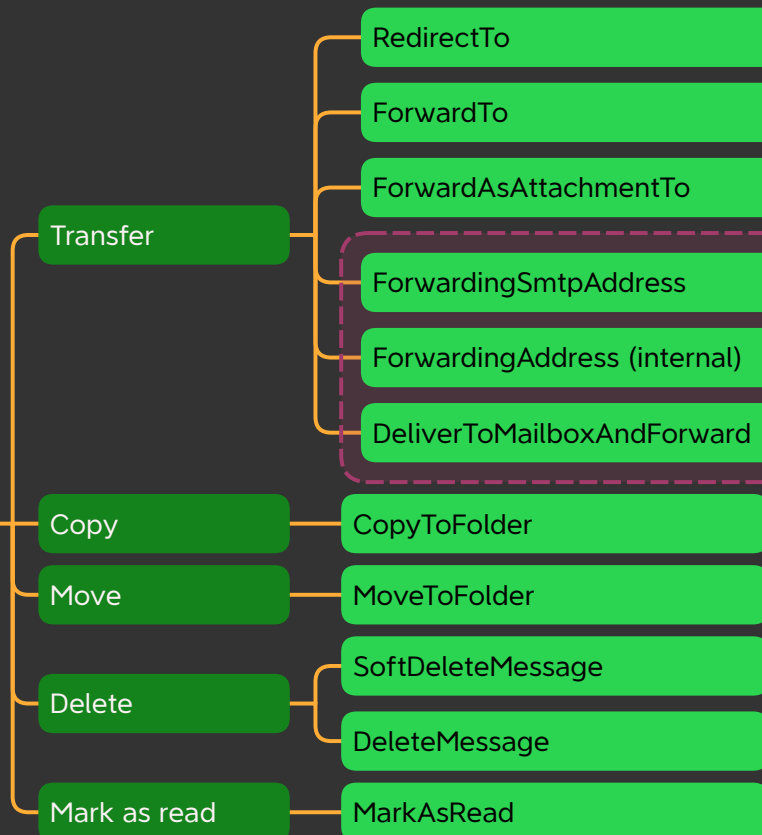 Transfer
RedirectTo
ForwardTo
ForwardAsAttachmentTo
ForwardingSmtpAddress
ForwardingAddress (internal)
DeliverToMailboxAndForward
Copy
CopyToFolder
Move
MoveToFolder
Delete
SoftDeleteMessage
DeleteMessage
Mark as read
MarkAsRead